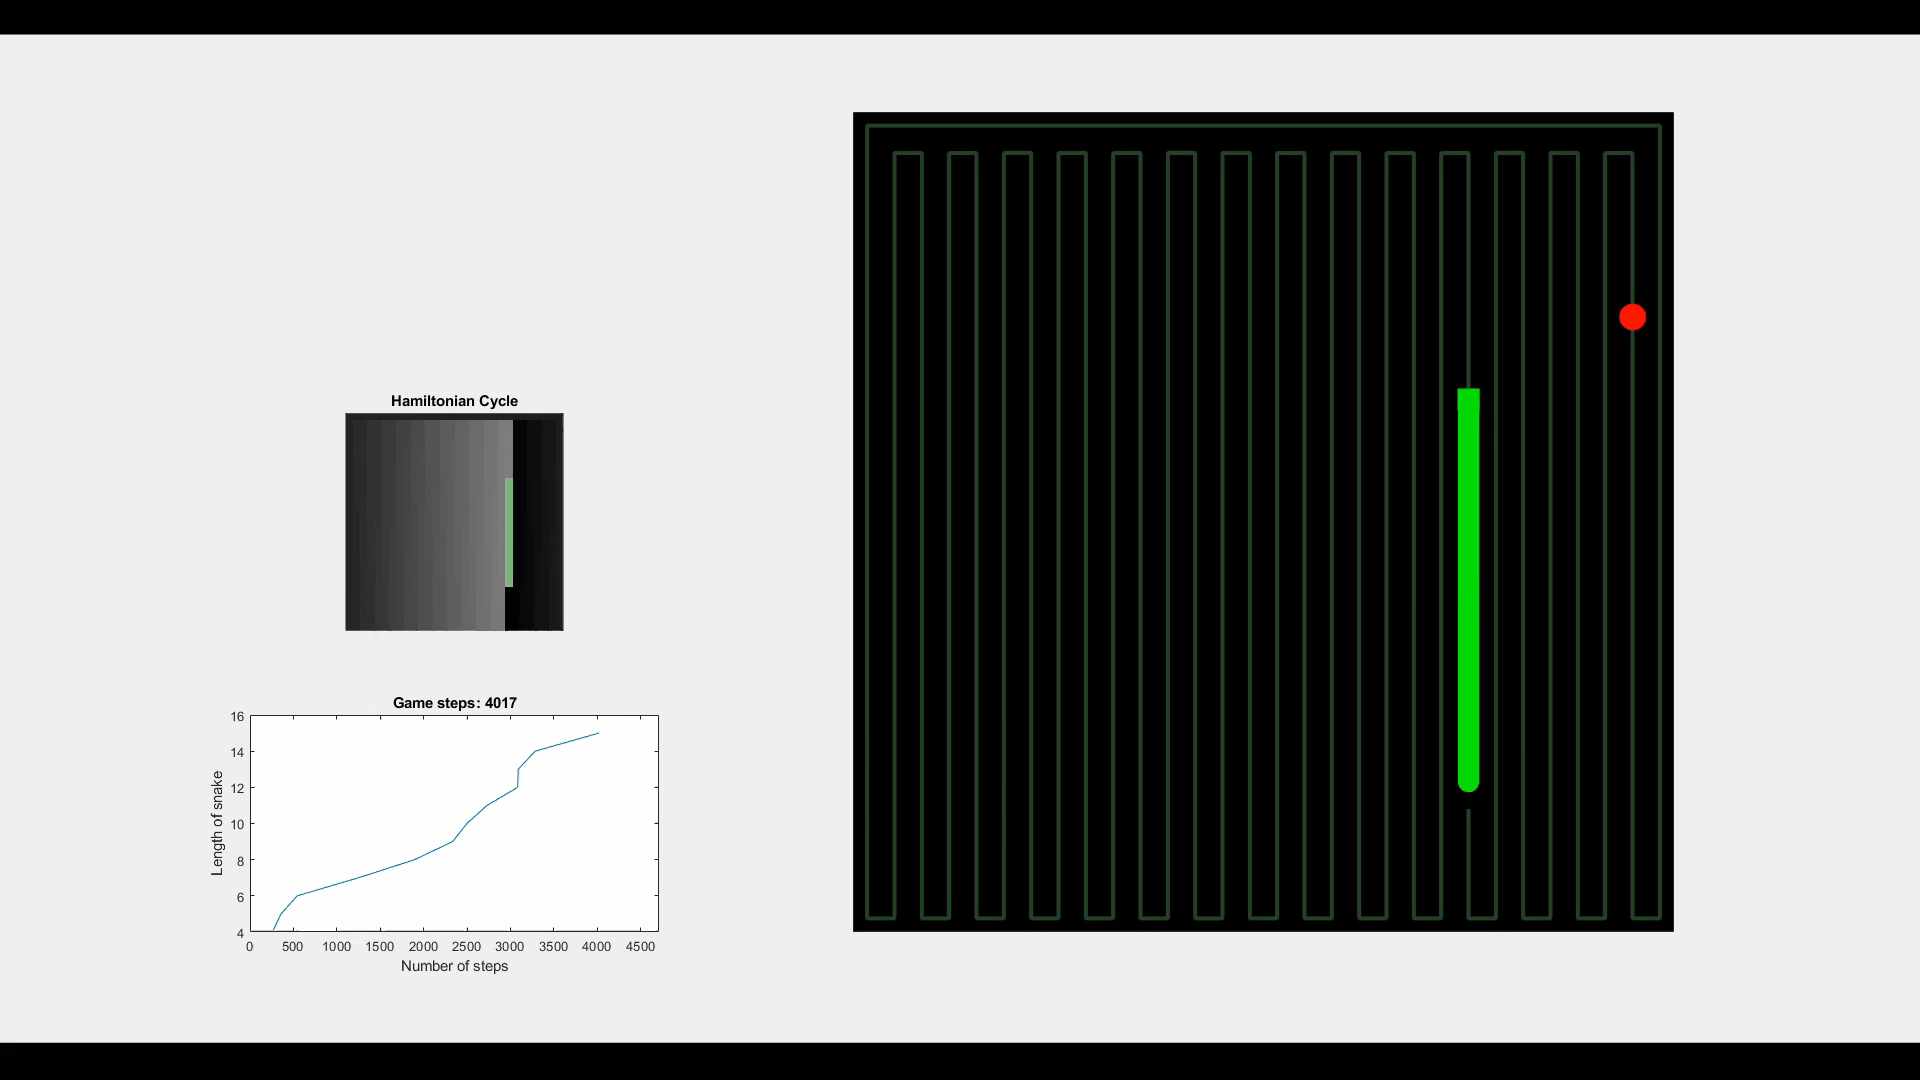 Hamiltonian Cycle
Game steps: 4017
16
14
12
10
8
6
4
Length of snake
0 500 1000 1500 2000 2500 3000 3500 4000 4500
Number of steps